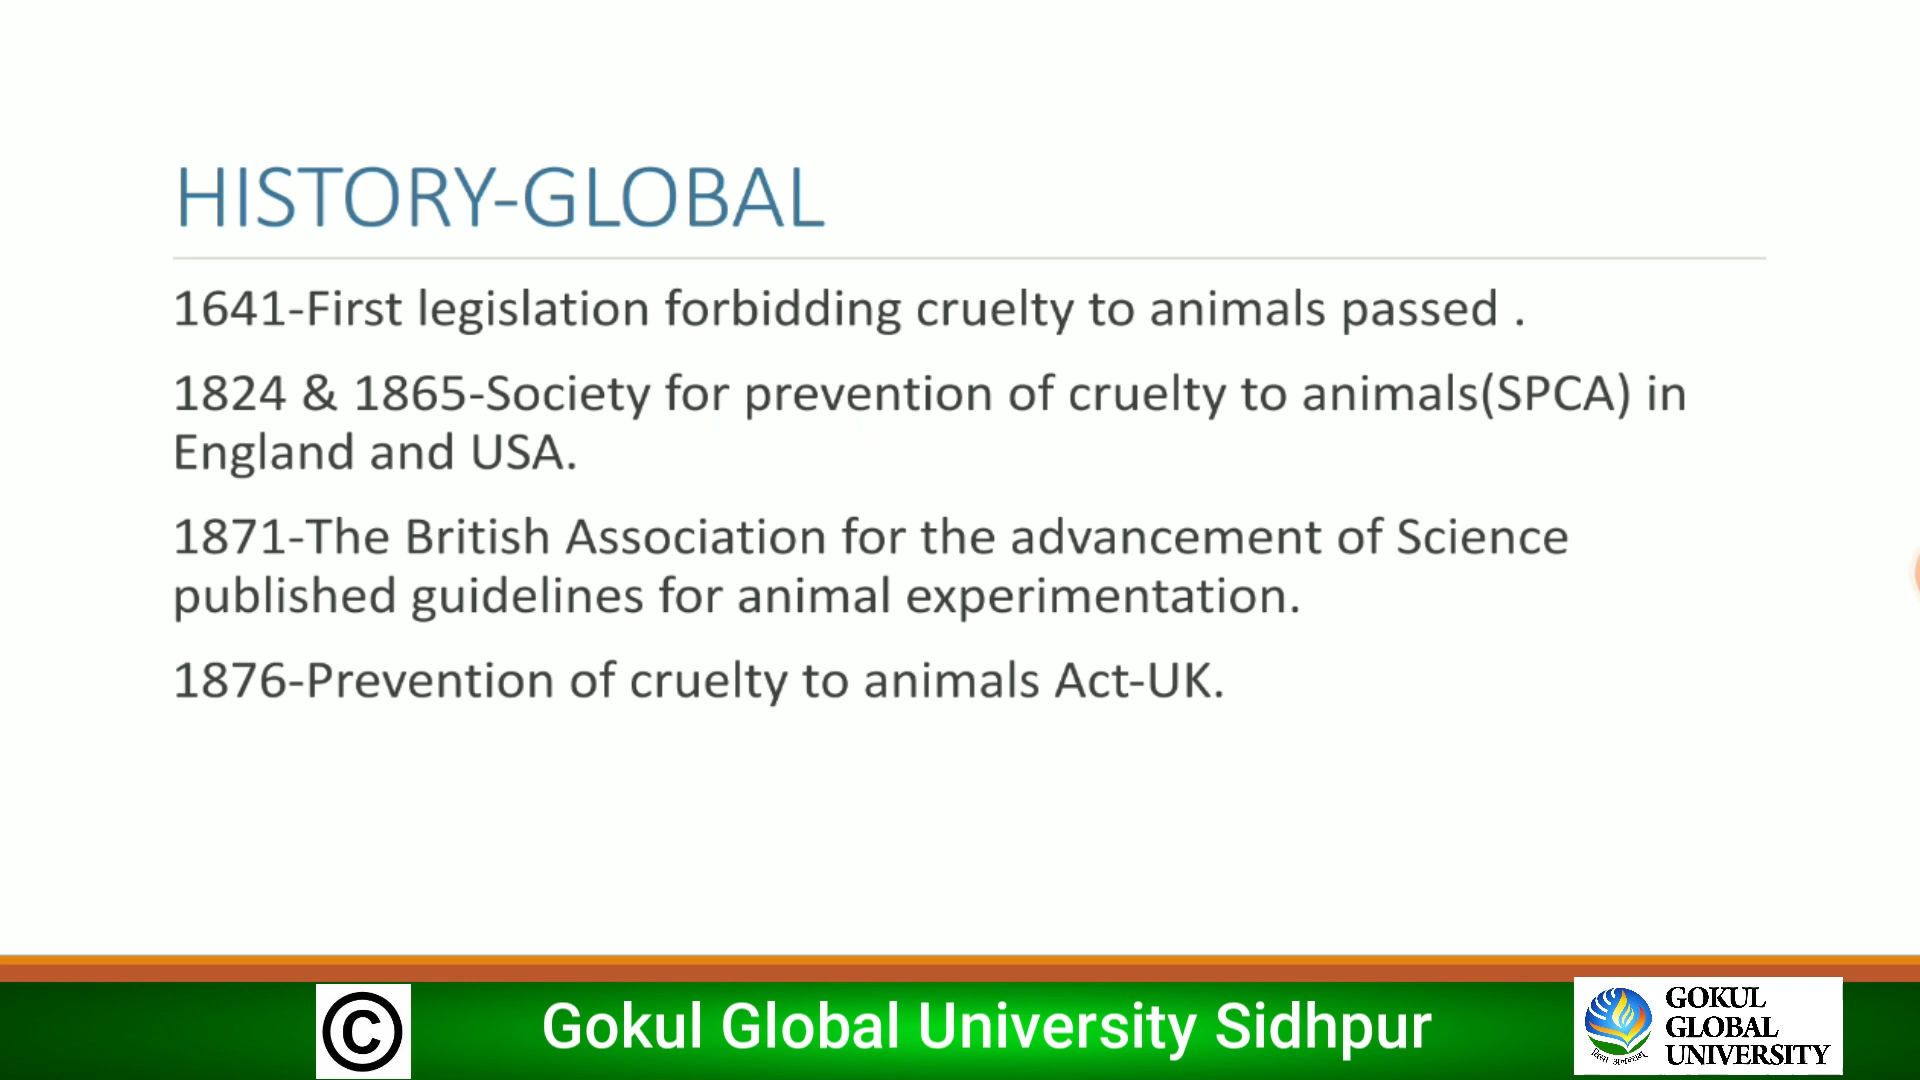 HISTORY-GLOBAL
1641-First legislation forbidding cruelty to animals passed .
1824 & 1865-Society for prevention of cruelty to animals(SPCA) in
England and USA.
1871-The British Association for the advancement of Science
published guidelines for animal experimentation.
1876-Prevention of cruelty to animals Act-UK.
©
Gokul Global University Sidhpur
GOKUL
GLOBAL
UNIVERSITY